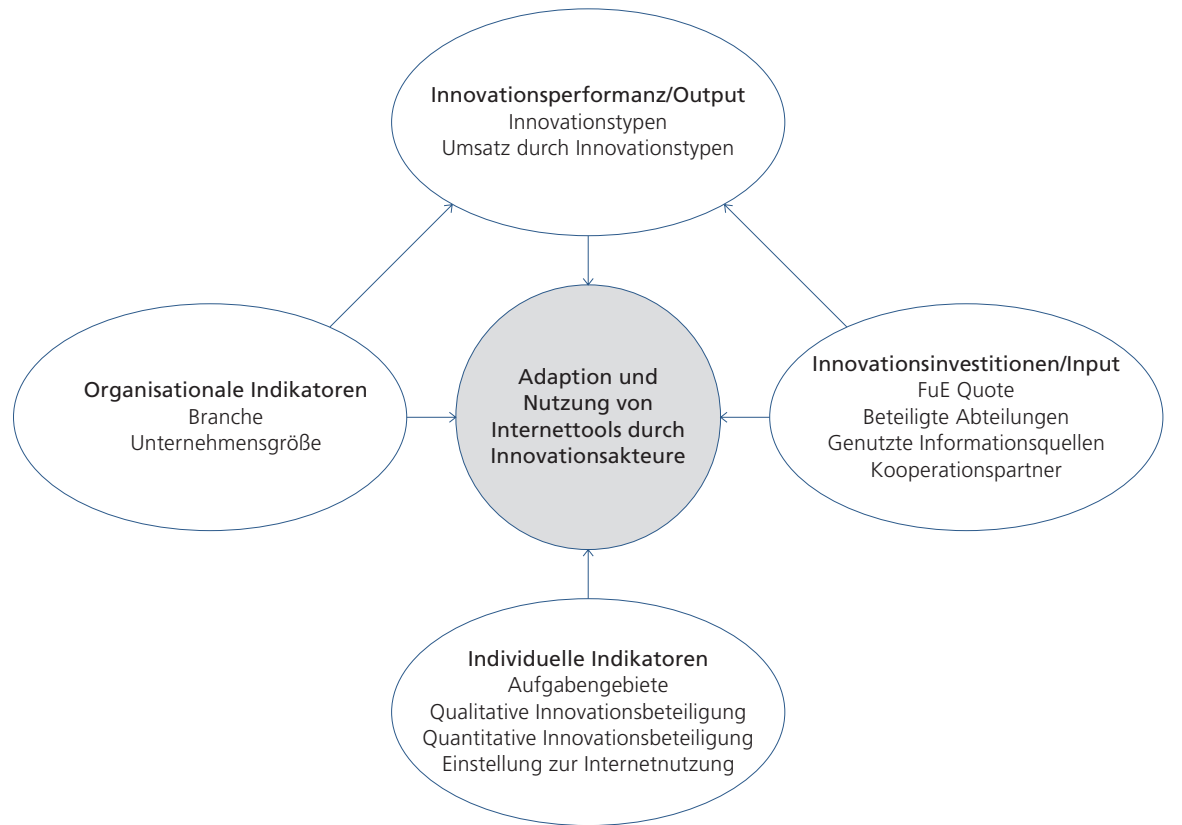 Innovationsperformanz/Output
Innovationstypen
Umsatz durch Innovationstypen
Organisationale Indikatoren
Branche
Unternehmensgröße
Adaption und
Nutzung von
Internettools durch
Innovationsakteure
Innovationsinvestitionen/Input
FuE Quote
Beteiligte Abteilungen
Genutzte Informationsquellen
Kooperationspartner
Individuelle Indikatoren
Aufgabengebiete
Qualitative Innovationsbeteiligung
Quantitative Innovationsbeteiligung
Einstellung zur Internetnutzung